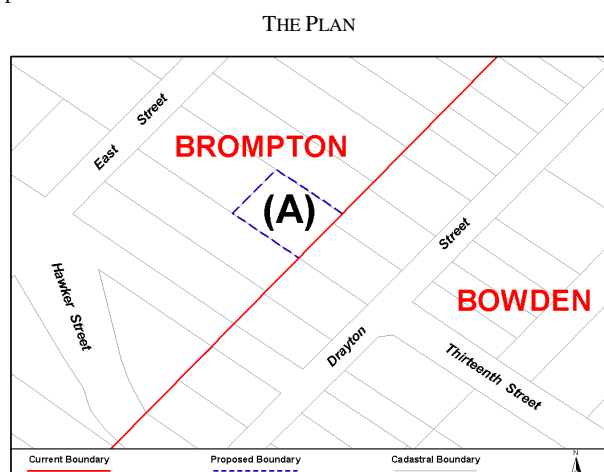 THE PLAN
East Street
BROMPTON
(A)
Street
Hawker Street
BOWDEN
Drayton
Thirteenth Street
Current Boundary
Proposed Boundary
Cadastral Boundary
N